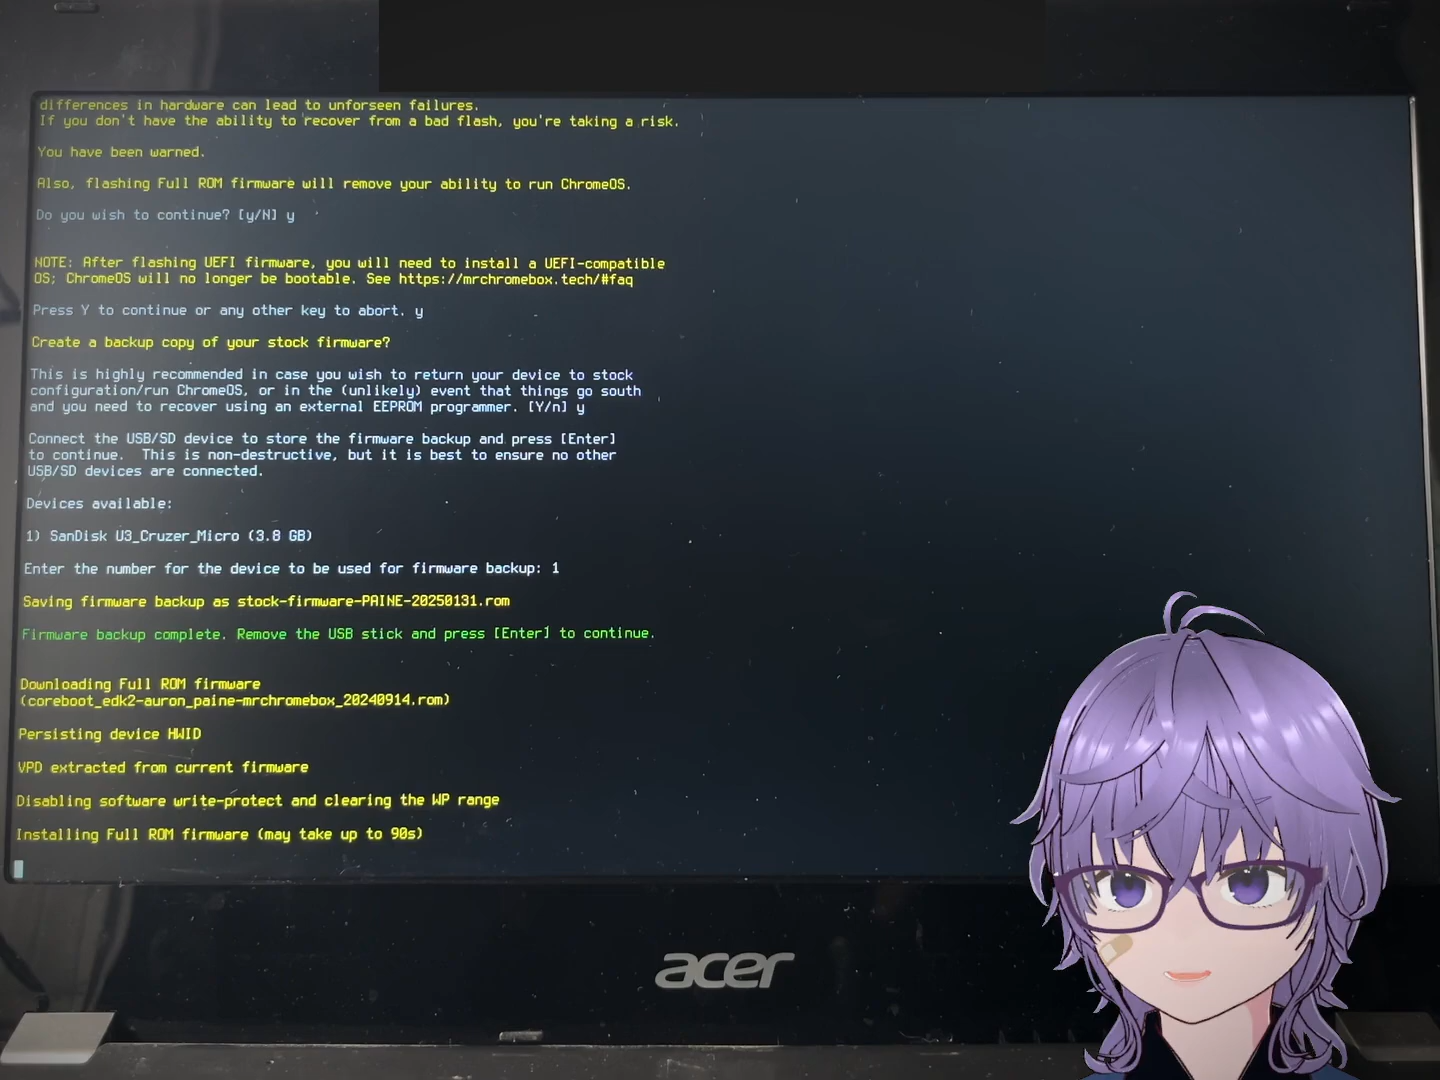 differences in hardware can lead to unforseen failures.
If you don't have the ability to recover from a bad flash, you're taking a risk.
You have been warned.
Also, flashing Full ROM firmware will remove your ability to run ChromeOS.
Do you wish to continue? [y/N] y
NOTE: After flashing UEFI firmware, you will need to install a UEFI-compatible
OS; ChromeOS will no longer be bootable. See https://mrchromebox.tech/#faq
Press Y to continue or any other key to abort. y
Create a backup copy of your stock firmware?
This is highly recommended in case you wish to return your device to stock
configuration/run ChromeOS, or in the (unlikely) event that things go south
and you need to recover using an external EEPROM programmer. [Y/n] y
Connect the USB/SD device to store the firmware backup and press [Enter]
to continue.  This is non-destructive, but it is best to ensure no other
USB/SD devices are connected.
Devices available:
1) SanDisk U3_Cruzer_Micro (3.8 GB)
Enter the number for the device to be used for firmware backup: 1
Saving firmware backup as stock-firmware-PAINE-20250131.rom
Firmware backup complete. Remove the USB stick and press [Enter] to continue.
Downloading Full ROM firmware
(coreboot_edk2-auron_paine-mrchromebox_20240914.rom)
Persisting device HWID
VPD extracted from current firmware
Disabling software write-protect and clearing the WP range
Installing Full ROM firmware (may take up to 90s)
acer